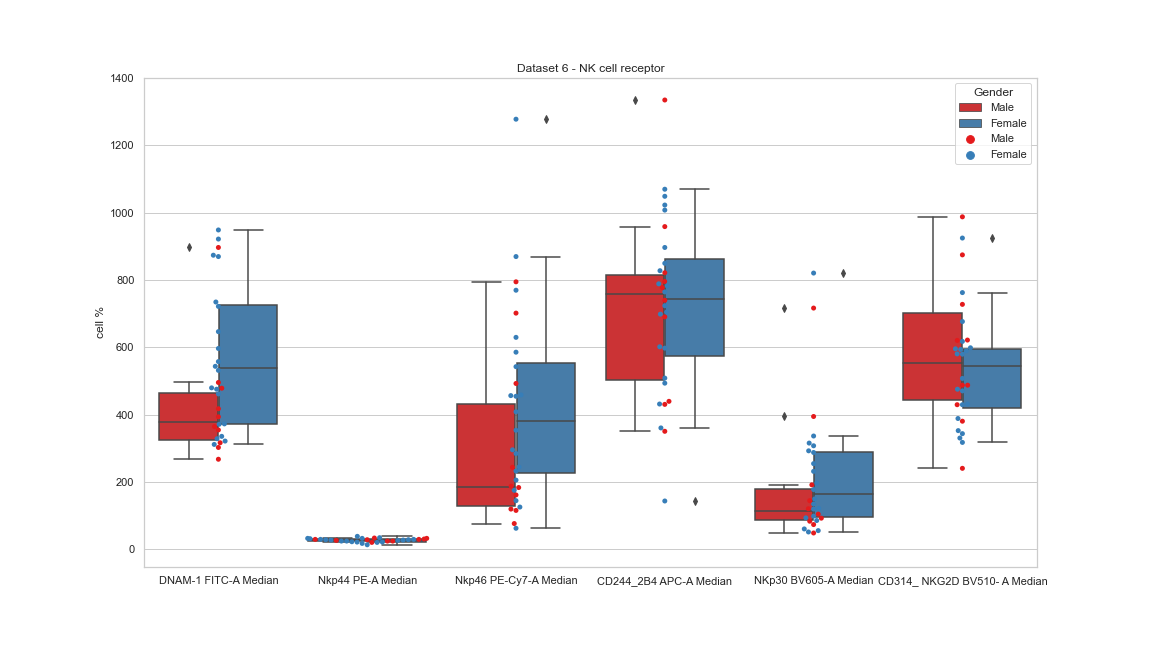 Dataset 6 - NK cell receptor
1400
1200
1000
800
600
400
200
0
cell %
Gender
Male
Female
Male
Female
DNAM-1 FITC-A Median
Nkp44 PE-A Median
Nkp46 PE-Cy7-A Median
CD244_2B4 APC-A Median
NKp30 BV605-A Median
CD314_ NKG2D BV510- A Median